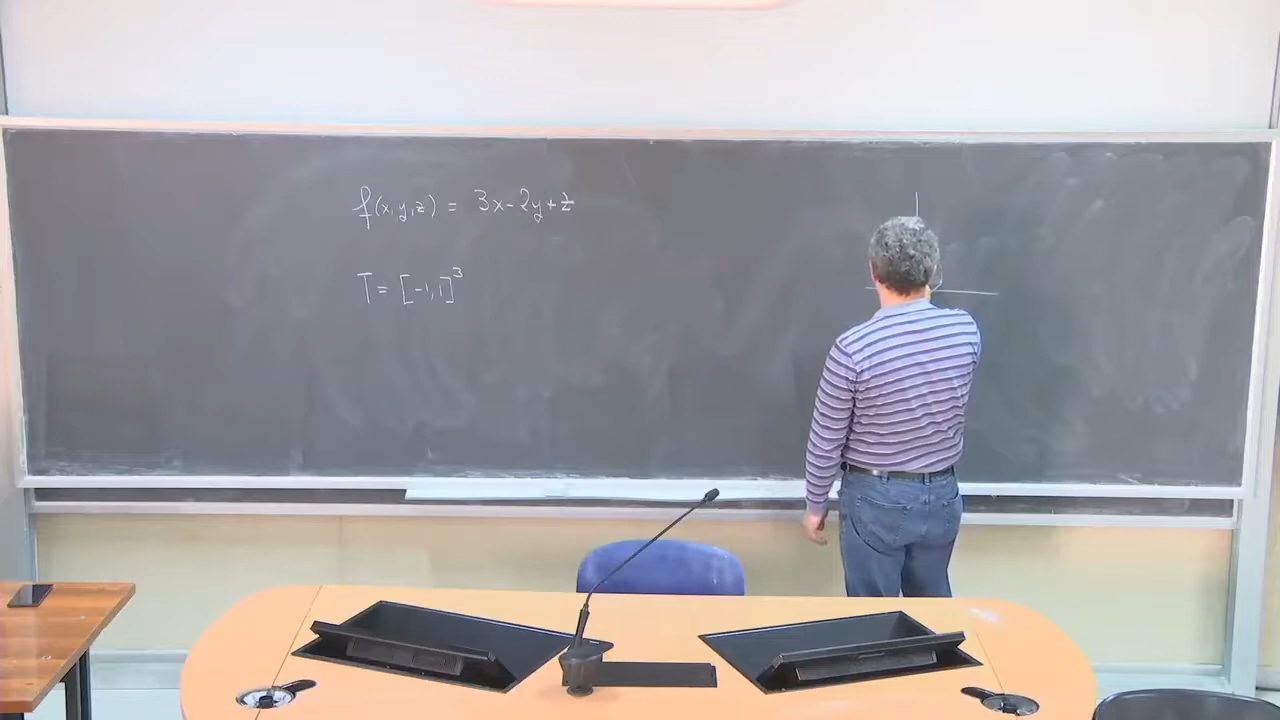 f(x,y,z) = 3x-2y+z
T = [-1,1]³